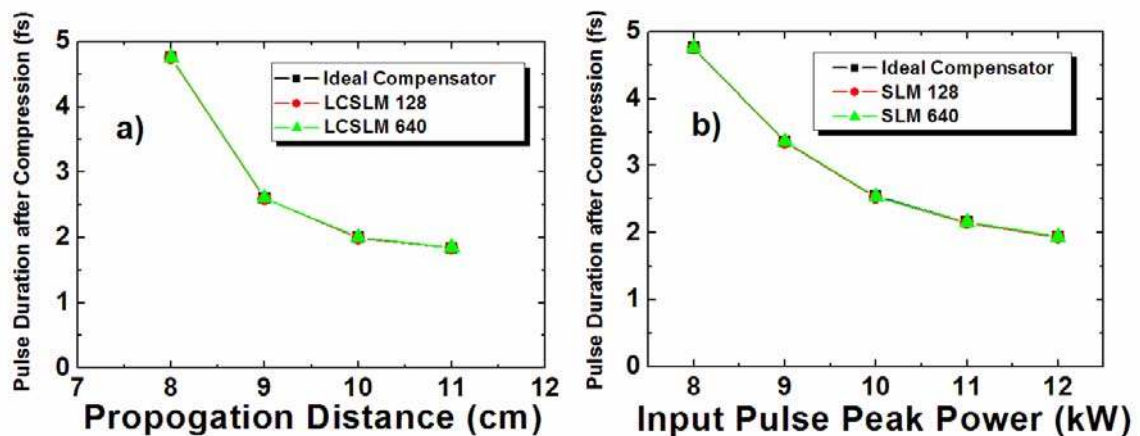 Pulse Duration after Compression (fs)
5
4
3
2
1
0
a)
Ideal Compensator
LCSLM 128
LCSLM 640
7 8 9 10 11 12
Propogation Distance (cm)
Pulse Duration after Compression (fs)
5
4
3
2
1
0
b)
Ideal Compensator
SLM 128
SLM 640
8 9 10 11 12
Input Pulse Peak Power (kW)